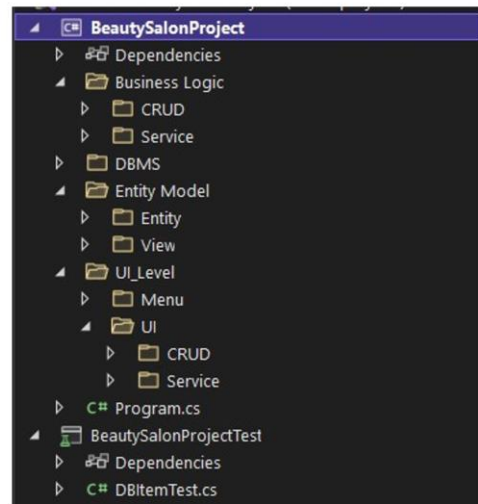 C# BeautySalonProject
Dependencies
Business Logic
CRUD
Service
DBMS
Entity Model
Entity
View
UI_Level
Menu
UI
CRUD
Service
C# Program.cs
BeautySalonProjectTest
Dependencies
C# DBItemTest.cs